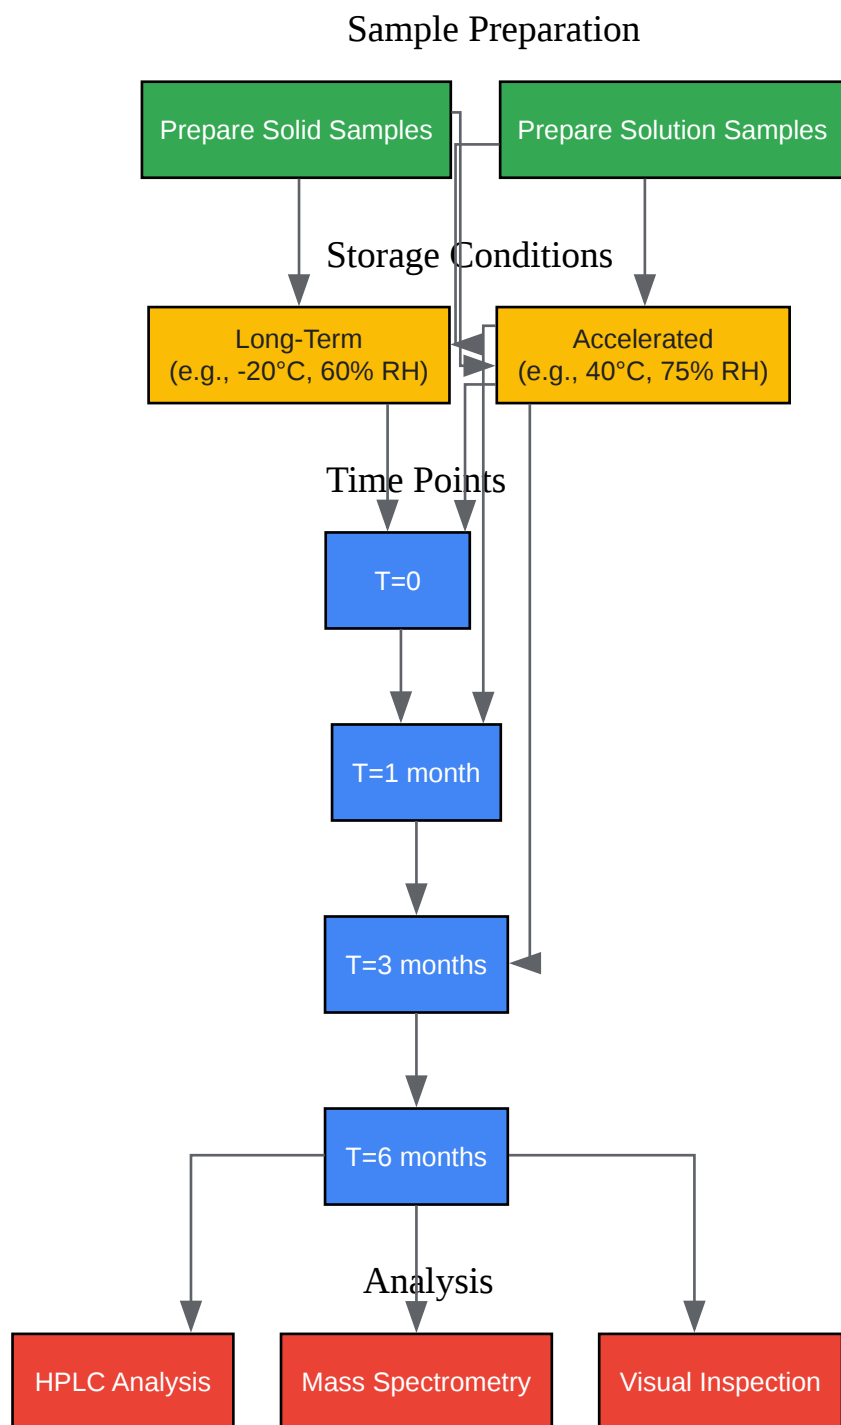 Sample Preparation
Prepare Solid Samples
Prepare Solution Samples
Storage Conditions
Long-Term
(e.g., -20°C, 60% RH)
Accelerated
(e.g., 40°C, 75% RH)
Time Points
T=0
T=1 month
T=3 months
T=6 months
Analysis
HPLC Analysis
Mass Spectrometry
Visual Inspection